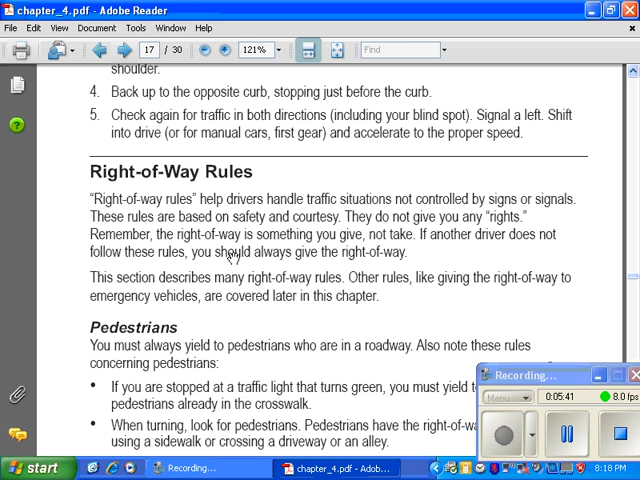 chapter_4.pdf - Adobe Reader
File Edit View Document Tools Window Help
17 / 30 121% Find
shoulder.
4. Back up to the opposite curb, stopping just before the curb.
5. Check again for traffic in both directions (including your blind spot). Signal a left. Shift
into drive (or for manual cars, first gear) and accelerate to the proper speed.
Right-of-Way Rules
“Right-of-way rules” help drivers handle traffic situations not controlled by signs or signals.
These rules are based on safety and courtesy. They do not give you any “rights.”
Remember, the right-of-way is something you give, not take. If another driver does not
follow these rules, you should always give the right-of-way.
This section describes many right-of-way rules. Other rules, like giving the right-of-way to
emergency vehicles, are covered later in this chapter.
Pedestrians
You must always yield to pedestrians who are in a roadway. Also note these rules
concerning pedestrians:
• If you are stopped at a traffic light that turns green, you must yield
pedestrians already in the crosswalk.
• When turning, look for pedestrians. Pedestrians have the
using a sidewalk or crossing a driveway or an alley.
Recording...
Menu 0:05:41 8.0 fps
start Recording... chapter_4.pdf - Adob... 8:18 PM